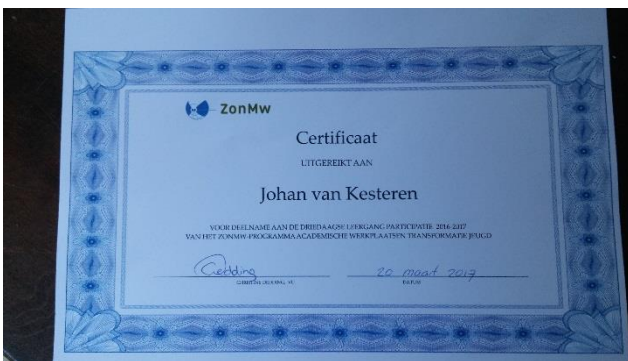 ZonMw
Certificaat
UITGEREIKT AAN
Johan van Kesteren
VOOR DEELNAME AAN DE DRIEDAAGSE LEERGANG PARTICIPATIE 2016-2017
VAN HET ZONMW-PROGRAMMA ACADEMISCHE WERKPLAATSEN TRANSFORMATIE JEUGD
20 maart 2017
DATUM